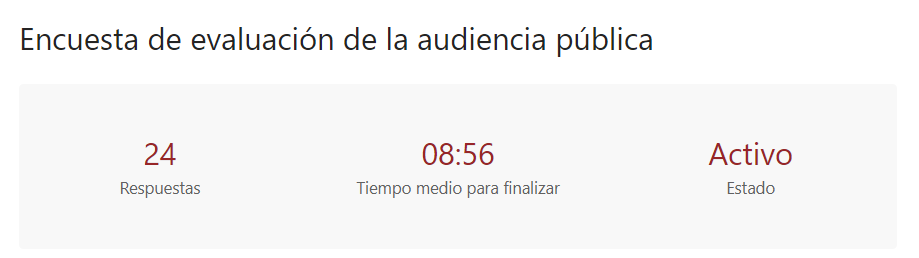 Encuesta de evaluación de la audiencia pública
24
Respuestas
08:56
Tiempo medio para finalizar
Activo
Estado